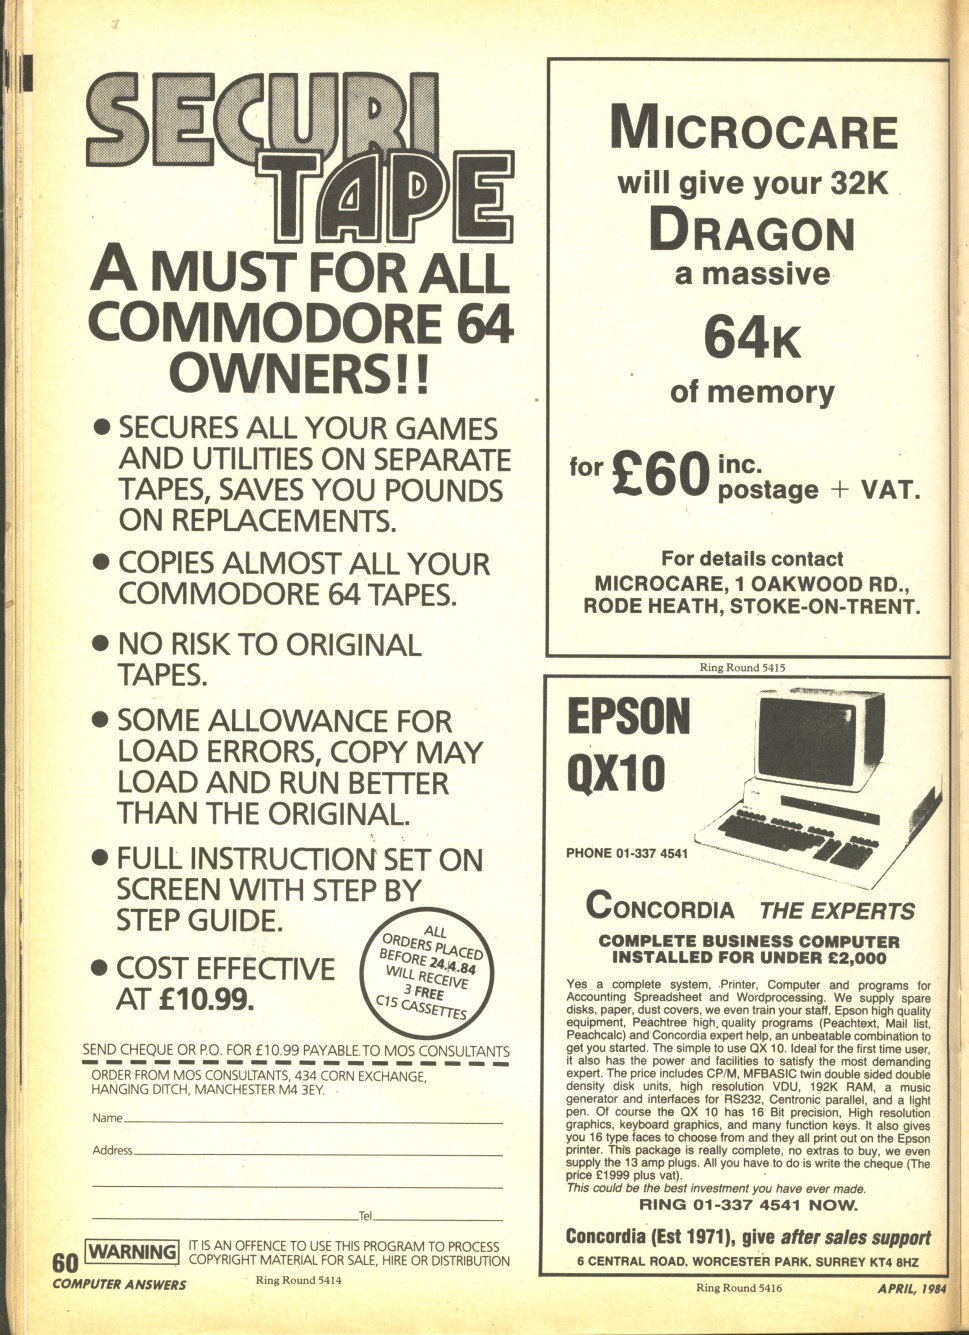 SECURI
TAPE
A MUST FOR ALL
COMMODORE 64
OWNERS!!
● SECURES ALL YOUR GAMES
AND UTILITIES ON SEPARATE
TAPES, SAVES YOU POUNDS
ON REPLACEMENTS.
● COPIES ALMOST ALL YOUR
COMMODORE 64 TAPES.
● NO RISK TO ORIGINAL
TAPES.
● SOME ALLOWANCE FOR
LOAD ERRORS, COPY MAY
LOAD AND RUN BETTER
THAN THE ORIGINAL.
● FULL INSTRUCTION SET ON
SCREEN WITH STEP BY
STEP GUIDE.
● COST EFFECTIVE
AT £10.99.
ALL
ORDERS PLACED
BEFORE 24.4.84
WILL RECEIVE
3 FREE
C15 CASSETTES
SEND CHEQUE OR P.O. FOR £10.99 PAYABLE TO MOS CONSULTANTS
ORDER FROM MOS CONSULTANTS, 434 CORN EXCHANGE,
HANGING DITCH, MANCHESTER M4 3EY.
Name
Address
Tel
WARNING
IT IS AN OFFENCE TO USE THIS PROGRAM TO PROCESS
COPYRIGHT MATERIAL FOR SALE, HIRE OR DISTRIBUTION
Ring Round 5414
MICROCARE
will give your 32K
DRAGON
a massive
64K
of memory
for £60 inc.
postage + VAT.
For details contact
MICROCARE, 1 OAKWOOD RD.,
RODE HEATH, STOKE-ON-TRENT.
Ring Round 5415
EPSON
QX10
PHONE 01-337 4541
CONCORDIA THE EXPERTS
COMPLETE BUSINESS COMPUTER
INSTALLED FOR UNDER £2,000
Yes a complete system, Printer, Computer and programs for
Accounting Spreadsheet and Wordprocessing. We supply spare
disks, paper, dust covers, we even train your staff. Epson high quality
equipment, Peachtree high quality programs (Peachtext, Mail list,
Peachcalc) and Concordia expert help, an unbeatable combination to
get you started. The simple to use QX 10. Ideal for the first time user,
it also has the power and facilities to satisfy the most demanding
expert. The price includes CP/M, MFBASIC twin double sided double
density disk units, high resolution VDU, 192K RAM, a music
generator and interfaces for RS232, Centronic parallel, and a light
pen. Of course the QX 10 has 16 Bit precision, High resolution
graphics, keyboard graphics, and many function keys. It also gives
you 16 type faces to choose from and they all print out on the Epson
printer. This package is really complete, no extras to buy, we even
supply the 13 amp plugs. All you have to do is write the cheque (The
price £1999 plus vat).
This could be the best investment you have ever made.
RING 01-337 4541 NOW.
Concordia (Est 1971), give after sales support
6 CENTRAL ROAD, WORCESTER PARK, SURREY KT4 8HZ
Ring Round 5416
60
COMPUTER ANSWERS
APRIL, 1984